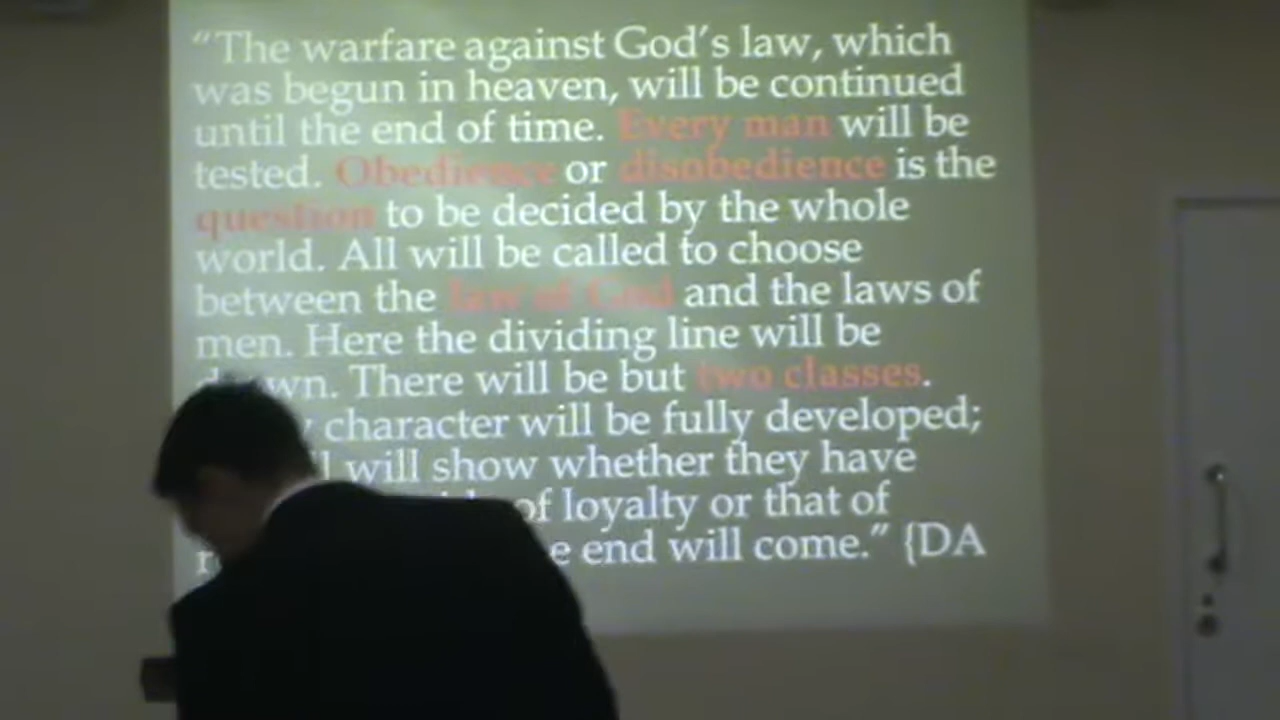 “The warfare against God’s law, which
was begun in heaven, will be continued
until the end of time. Every man will be
tested. Obedience or disobedience is the
question to be decided by the whole
world. All will be called to choose
between the law of God and the laws of
men. Here the dividing line will be
There will be but two classes.
character will be fully developed;
will show whether they have
of loyalty or that of
end will come.” {DA